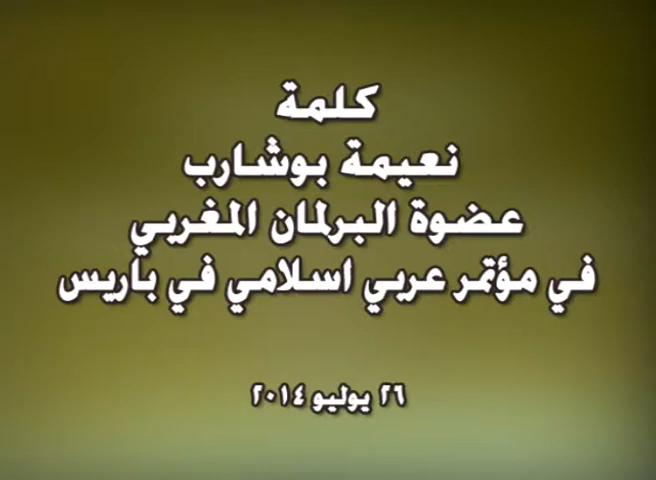 كلمة
نعيمة بوشارب
عضوة البرلمان المغربي
في مؤتمر عربي اسلامي في باريس
٢٦ يوليو ٢٠١٤